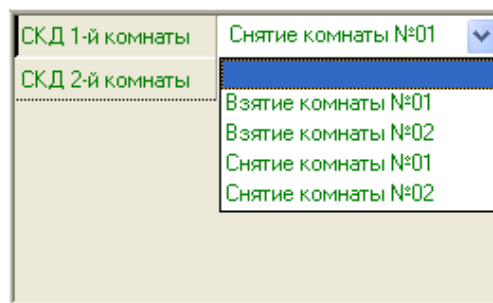 СКД 1-й комнаты Снятие комнаты №01
СКД 2-й комнаты
Взятие комнаты №01
Взятие комнаты №02
Снятие комнаты №01
Снятие комнаты №02